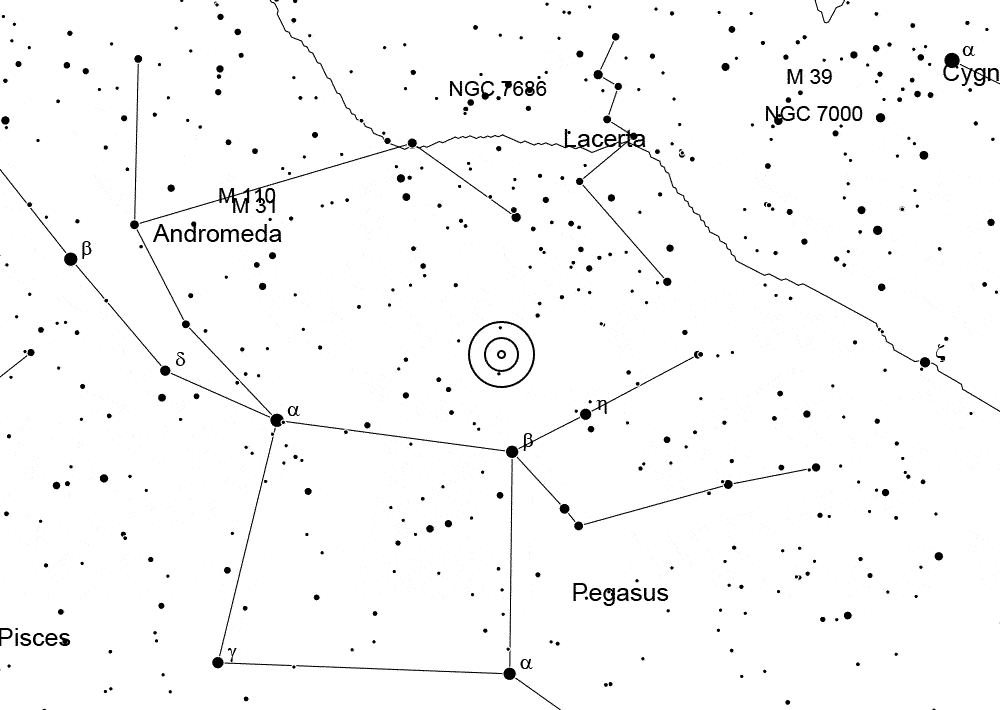 α
Cygn
M 39
NGC 7686
NGC 7000
Lacerta
M 110
M 31
Andromeda
β
ζ
δ
α
η
β
Pegasus
Pisces
γ
α